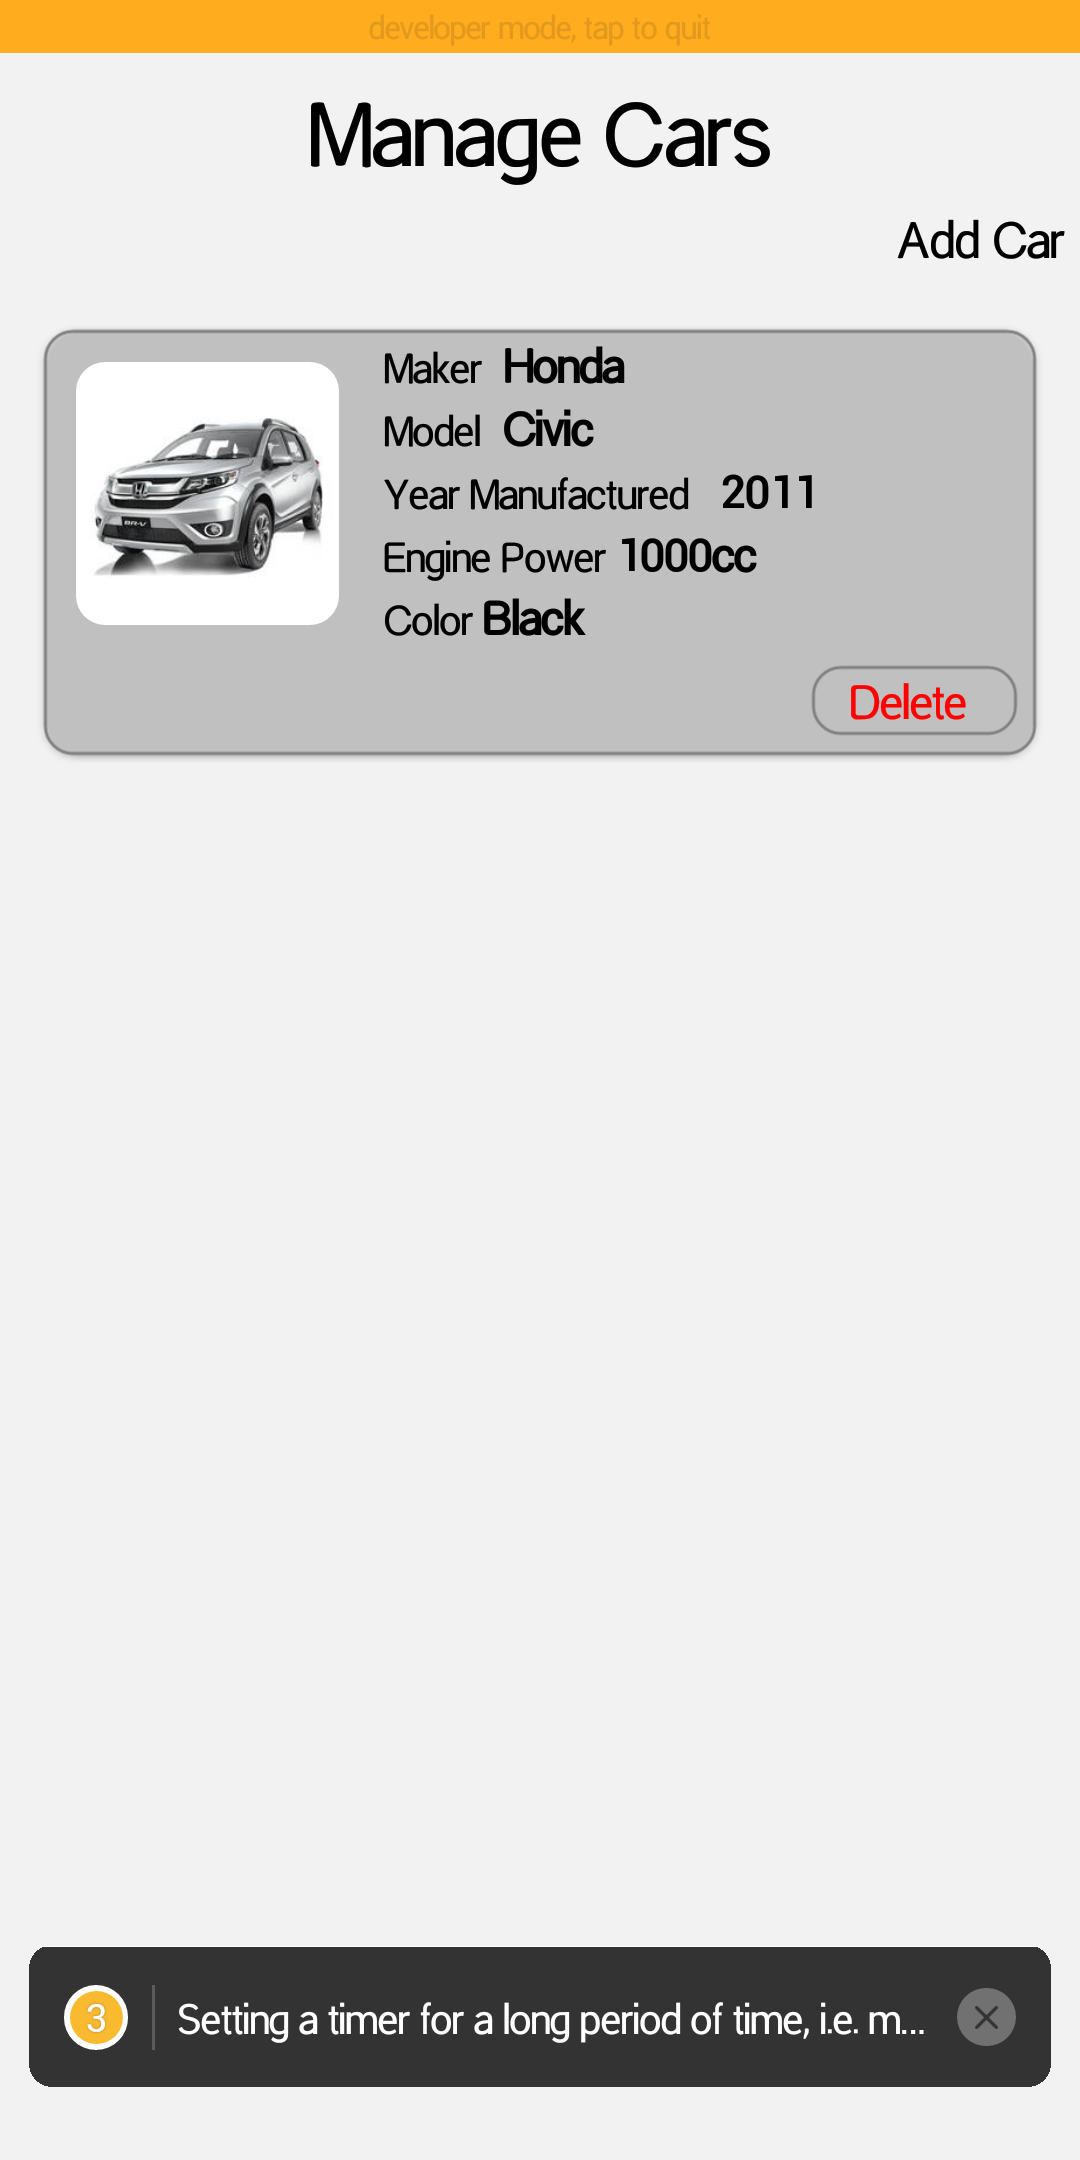 developer mode, tap to quit
Manage Cars
Add Car
Maker Honda
Model Civic
Year Manufactured 2011
Engine Power 1000cc
Color Black
BR-V
Delete
3 Setting a timer for a long period of time, i.e. m...